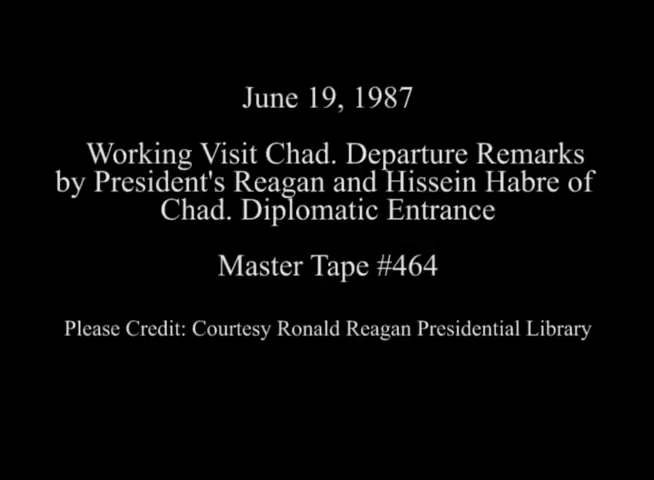 June 19, 1987
Working Visit Chad. Departure Remarks
by President's Reagan and Hissein Habre of
Chad. Diplomatic Entrance
Master Tape #464
Please Credit: Courtesy Ronald Reagan Presidential Library